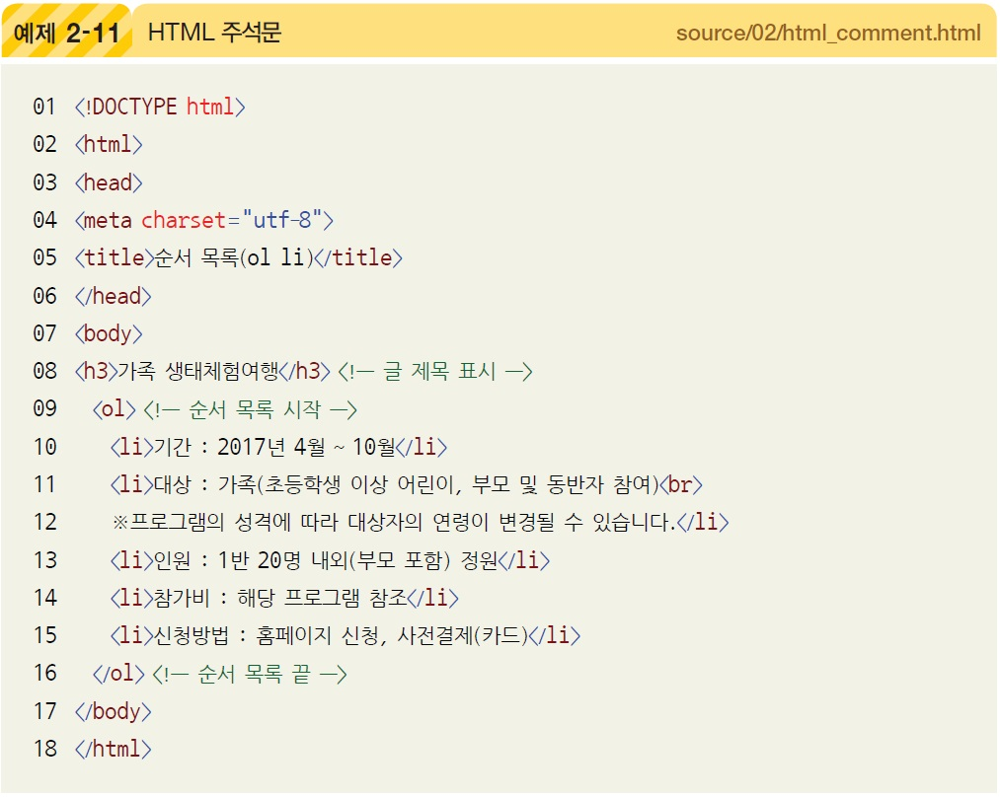 예제 2-11 HTML 주석문 source/02/html_comment.html
01 <!DOCTYPE html>
02 <html>
03 <head>
04 <meta charset="utf-8">
05 <title>순서 목록(ol li)</title>
06 </head>
07 <body>
08 <h3>가족 생태체험여행</h3> <!-- 글 제목 표시 -->
09 <ol> <!-- 순서 목록 시작 -->
10 <li>기간 : 2017년 4월 ~ 10월</li>
11 <li>대상 : 가족(초등학생 이상 어린이, 부모 및 동반자 참여)<br>
12 ※프로그램의 성격에 따라 대상자의 연령이 변경될 수 있습니다.</li>
13 <li>인원 : 1반 20명 내외(부모 포함) 정원</li>
14 <li>참가비 : 해당 프로그램 참조</li>
15 <li>신청방법 : 홈페이지 신청, 사전결제(카드)</li>
16 </ol> <!-- 순서 목록 끝 -->
17 </body>
18 </html>